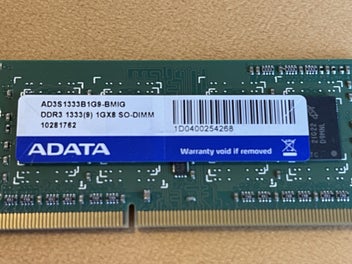 AD3S1333B1G9-BMIG
DDR3 1333(9) 1GX8 SO-DIMM
10281762
1D0400254268
ADATA
Warranty void if removed